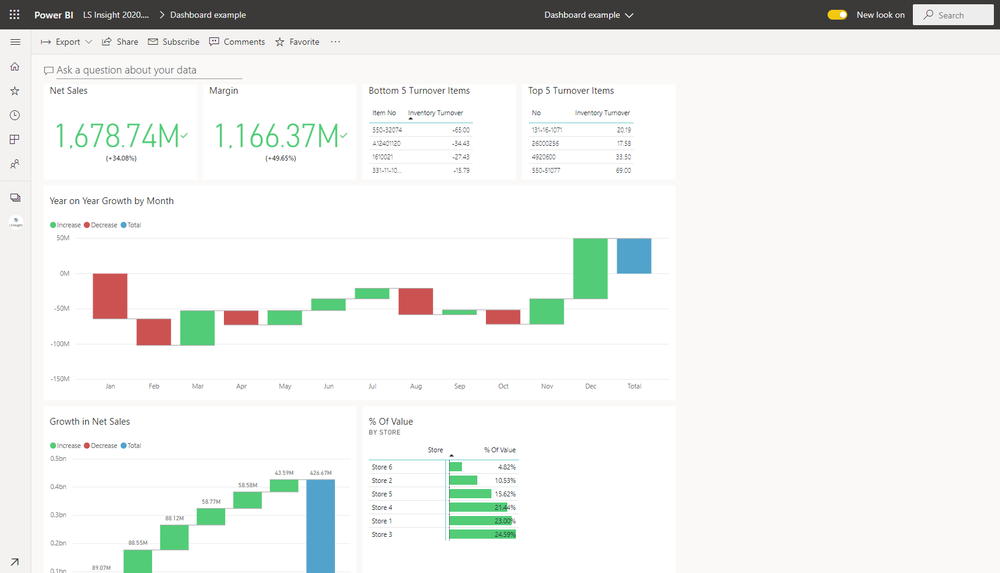 Power BI LS Insight 2020.... Dashboard example Dashboard example New look on Search
Export Share Subscribe Comments Favorite ...
Ask a question about your data
Net Sales
1,678.74M
(+34.08%)
Margin
1,166.37M
(+49.65%)
Bottom 5 Turnover Items
Item No Inventory Turnover
550-32074 -65.00
A12401120 -34.43
1610021 -27.43
331-11-10... -15.79
Top 5 Turnover Items
No Inventory Turnover
131-16-1071 20.19
26000256 17.58
4920600 33.50
550-51077 69.00
LS Insight
Year on Year Growth by Month
Increase Decrease Total
50M
0M
-50M
-100M
-150M
Jan Feb Mar Apr May Jun Jul Aug Sep Oct Nov Dec Total
Growth in Net Sales
Increase Decrease Total
0.5bn
0.4bn
0.3bn
0.2bn
0.1bn
89.07M
88.55M
88.12M
58.77M
58.58M
43.59M
426.67M
% Of Value
BY STORE
Store % Of Value
Store 6 4.82%
Store 2 10.53%
Store 5 15.62%
Store 4 21.44%
Store 1 23.00%
Store 3 24.59%